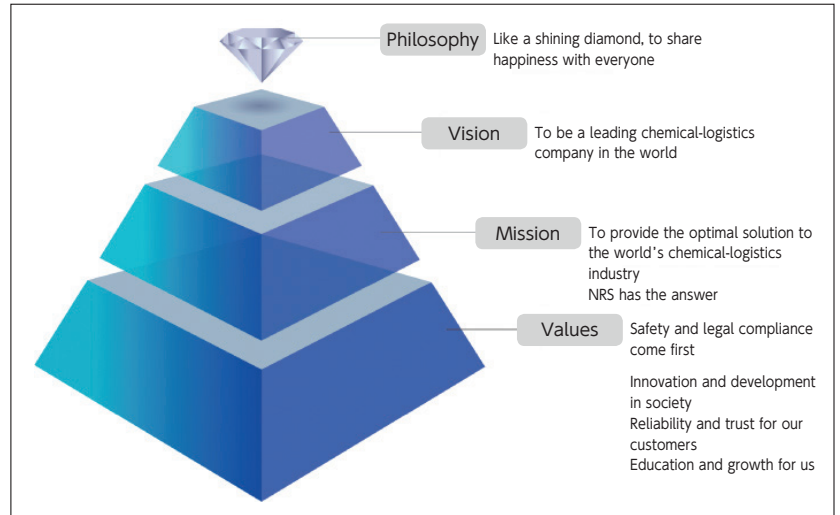 Philosophy
Like a shining diamond, to share
happiness with everyone
Vision
To be a leading chemical-logistics
company in the world
Mission
To provide the optimal solution to
the world's chemical-logistics
industry
NRS has the answer
Values
Safety and legal compliance
come first
Innovation and development
in society
Reliability and trust for our
customers
Education and growth for us